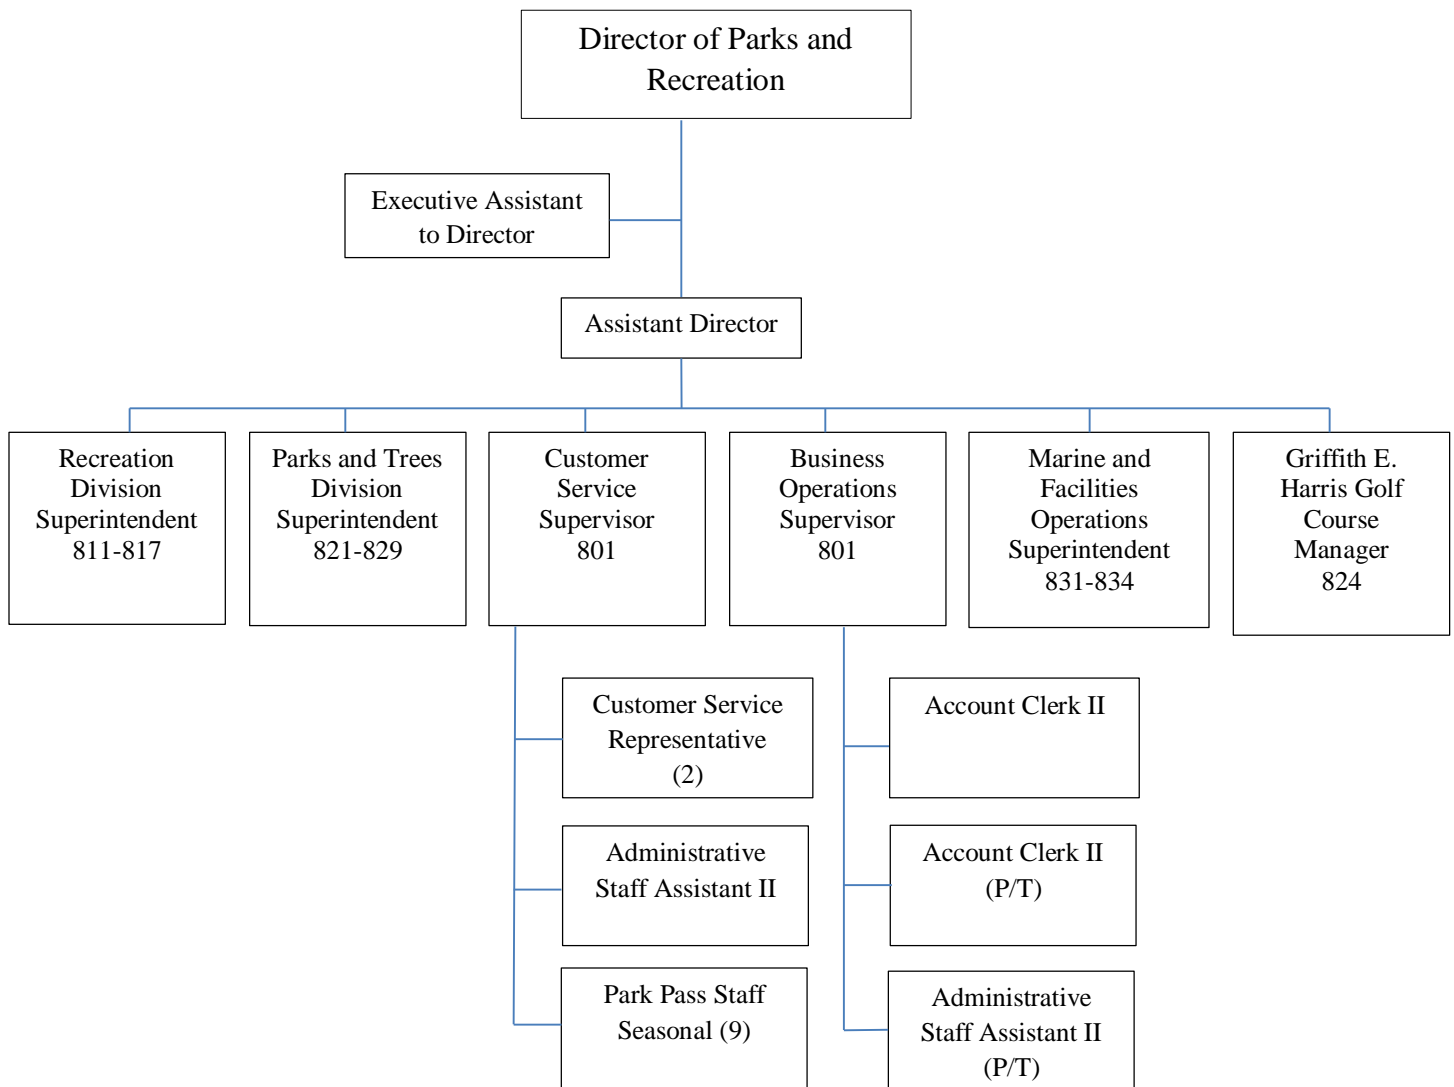 Director of Parks and
Recreation
Executive Assistant
to Director
Assistant Director
Recreation
Division
Superintendent
811-817
Parks and Trees
Division
Superintendent
821-829
Customer
Service
Supervisor
801
Business
Operations
Supervisor
801
Marine and
Facilities
Operations
Superintendent
831-834
Griffith E.
Harris Golf
Course
Manager
824
Customer Service
Representative
(2)
Administrative
Staff Assistant II
Park Pass Staff
Seasonal (9)
Account Clerk II
Account Clerk II
(P/T)
Administrative
Staff Assistant II
(P/T)